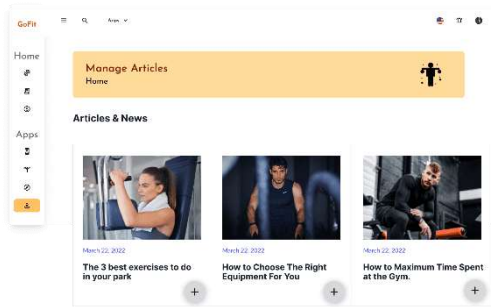 GoFit
Home
Apps
Manage Articles
Home
Articles & News
March 22, 2022
The 3 best exercises to do
in your park
+
March 22, 2022
How to Choose The Right
Equipment For You
+
March 22, 2022
How to Maximum Time Spent
at the Gym.
+